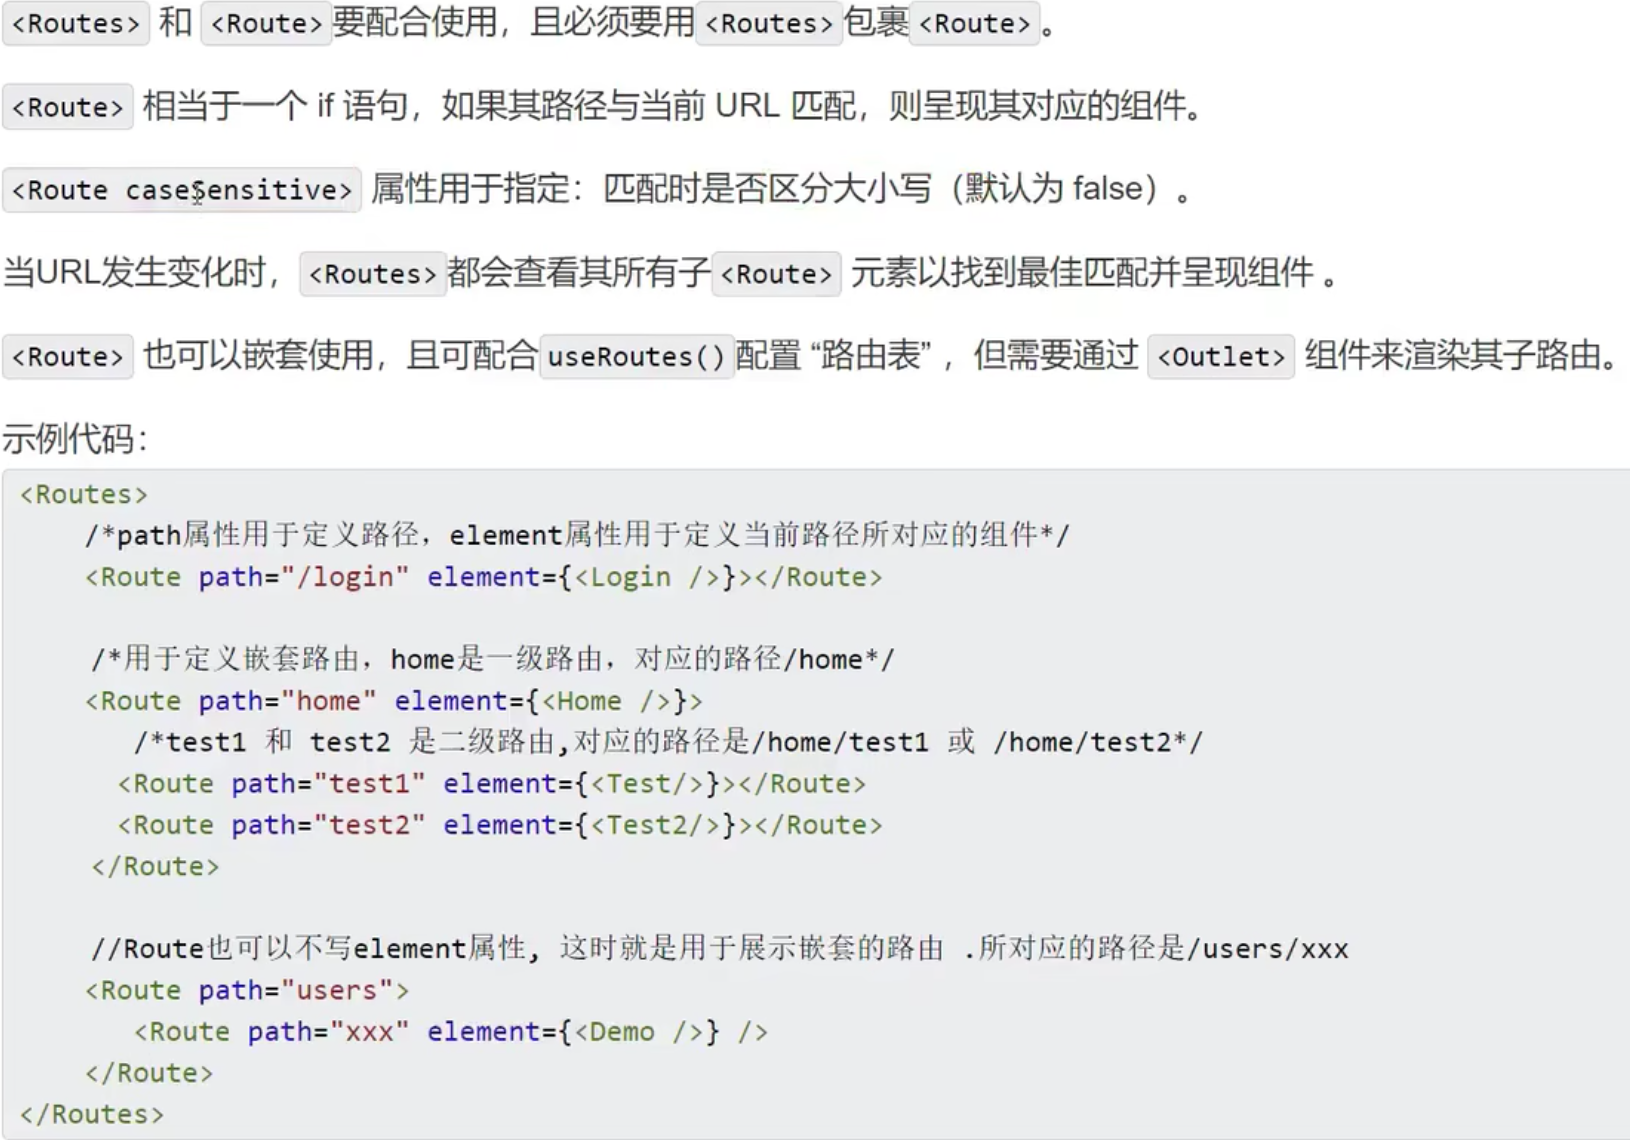 <Routes> 和 <Route>要配合使用，且必须要用<Routes>包裹<Route>。
<Route> 相当于一个 if 语句，如果其路径与当前 URL 匹配，则呈现其对应的组件。
<Route caseSensitive> 属性用于指定：匹配时是否区分大小写（默认为 false）。
当URL发生变化时，<Routes>都会查看其所有子<Route> 元素以找到最佳匹配并呈现组件 。
<Route> 也可以嵌套使用，且可配合useRoutes()配置 “路由表” ，但需要通过 <Outlet> 组件来渲染其子路由。
示例代码：
<Routes>
/*path属性用于定义路径，element属性用于定义当前路径所对应的组件*/
<Route path="/login" element={<Login />}></Route>
/*用于定义嵌套路由，home是一级路由，对应的路径/home*/
<Route path="home" element={<Home />}>
/*test1 和 test2 是二级路由,对应的路径是/home/test1 或 /home/test2*/
<Route path="test1" element={<Test/>}></Route>
<Route path="test2" element={<Test2/>}></Route>
</Route>
//Route也可以不写element属性, 这时就是用于展示嵌套的路由 .所对应的路径是/users/xxx
<Route path="users">
<Route path="xxx" element={<Demo />} />
</Route>
</Routes>